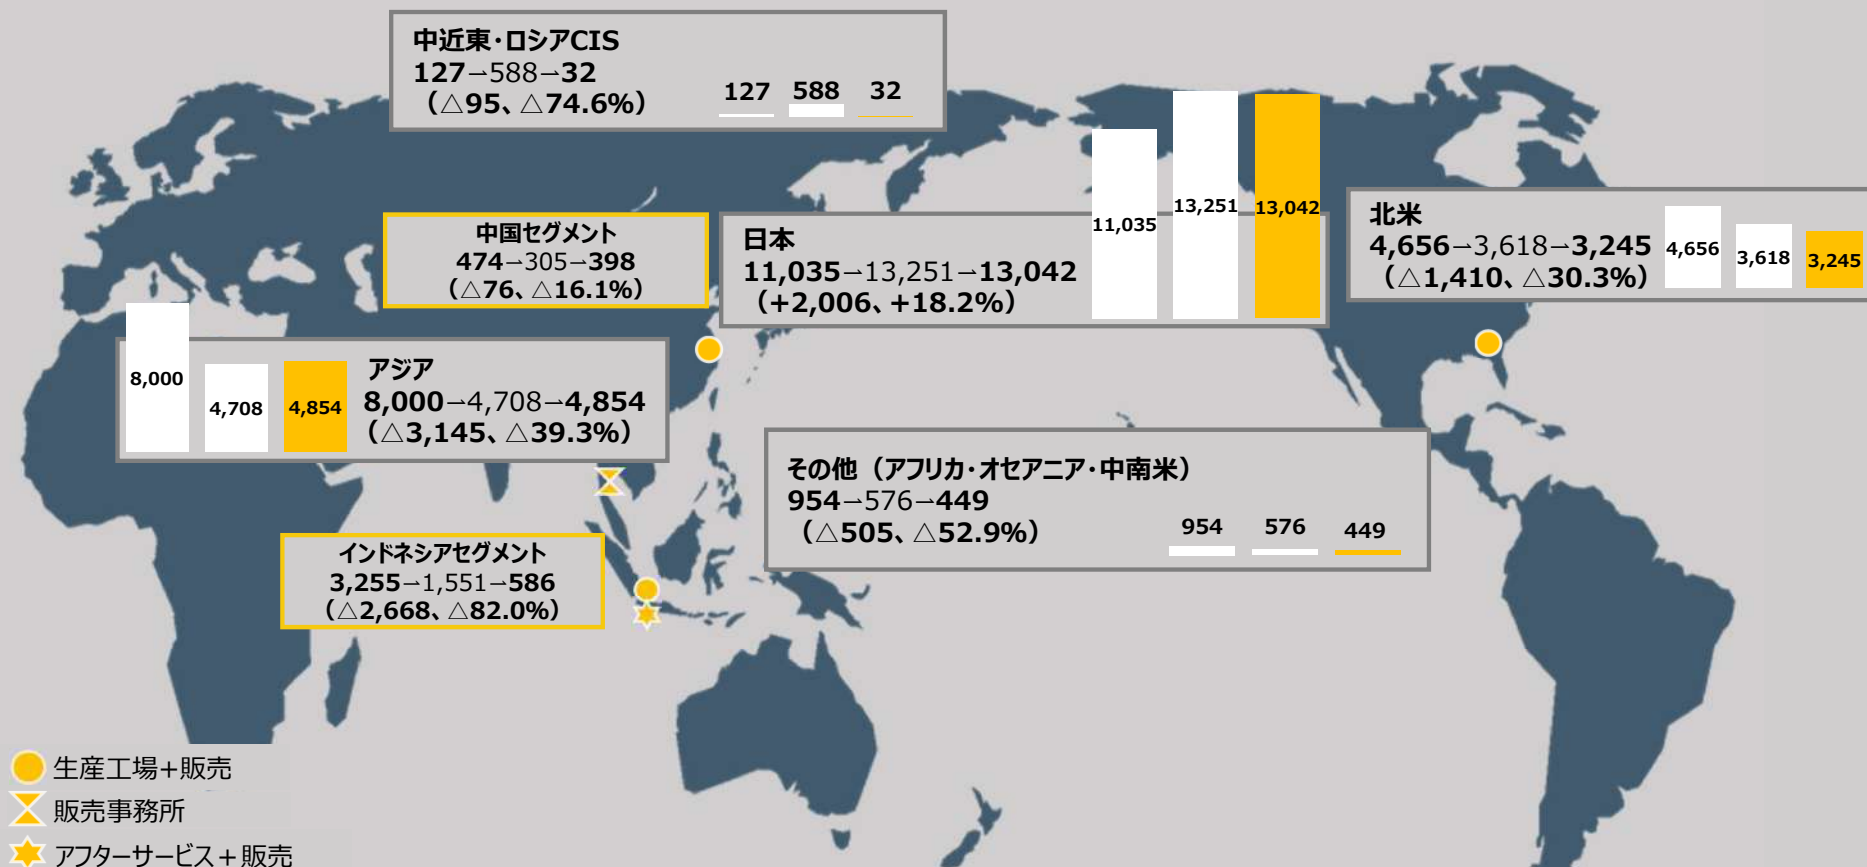 中近東・ロシアCIS
127→588→32
（△95、△74.6%）
127 588 32
中国セグメント
474→305→398
（△76、△16.1%）
日本
11,035→13,251→13,042
（+2,006、+18.2%）
11,035 13,251 13,042
北米
4,656→3,618→3,245
（△1,410、△30.3%）
4,656 3,618 3,245
アジア
8,000→4,708→4,854
（△3,145、△39.3%）
8,000 4,708 4,854
その他（アフリカ・オセアニア・中南米）
954→576→449
（△505、△52.9%）
954 576 449
インドネシアセグメント
3,255→1,551→586
（△2,668、△82.0%）
生産工場+販売
販売事務所
アフターサービス+販売